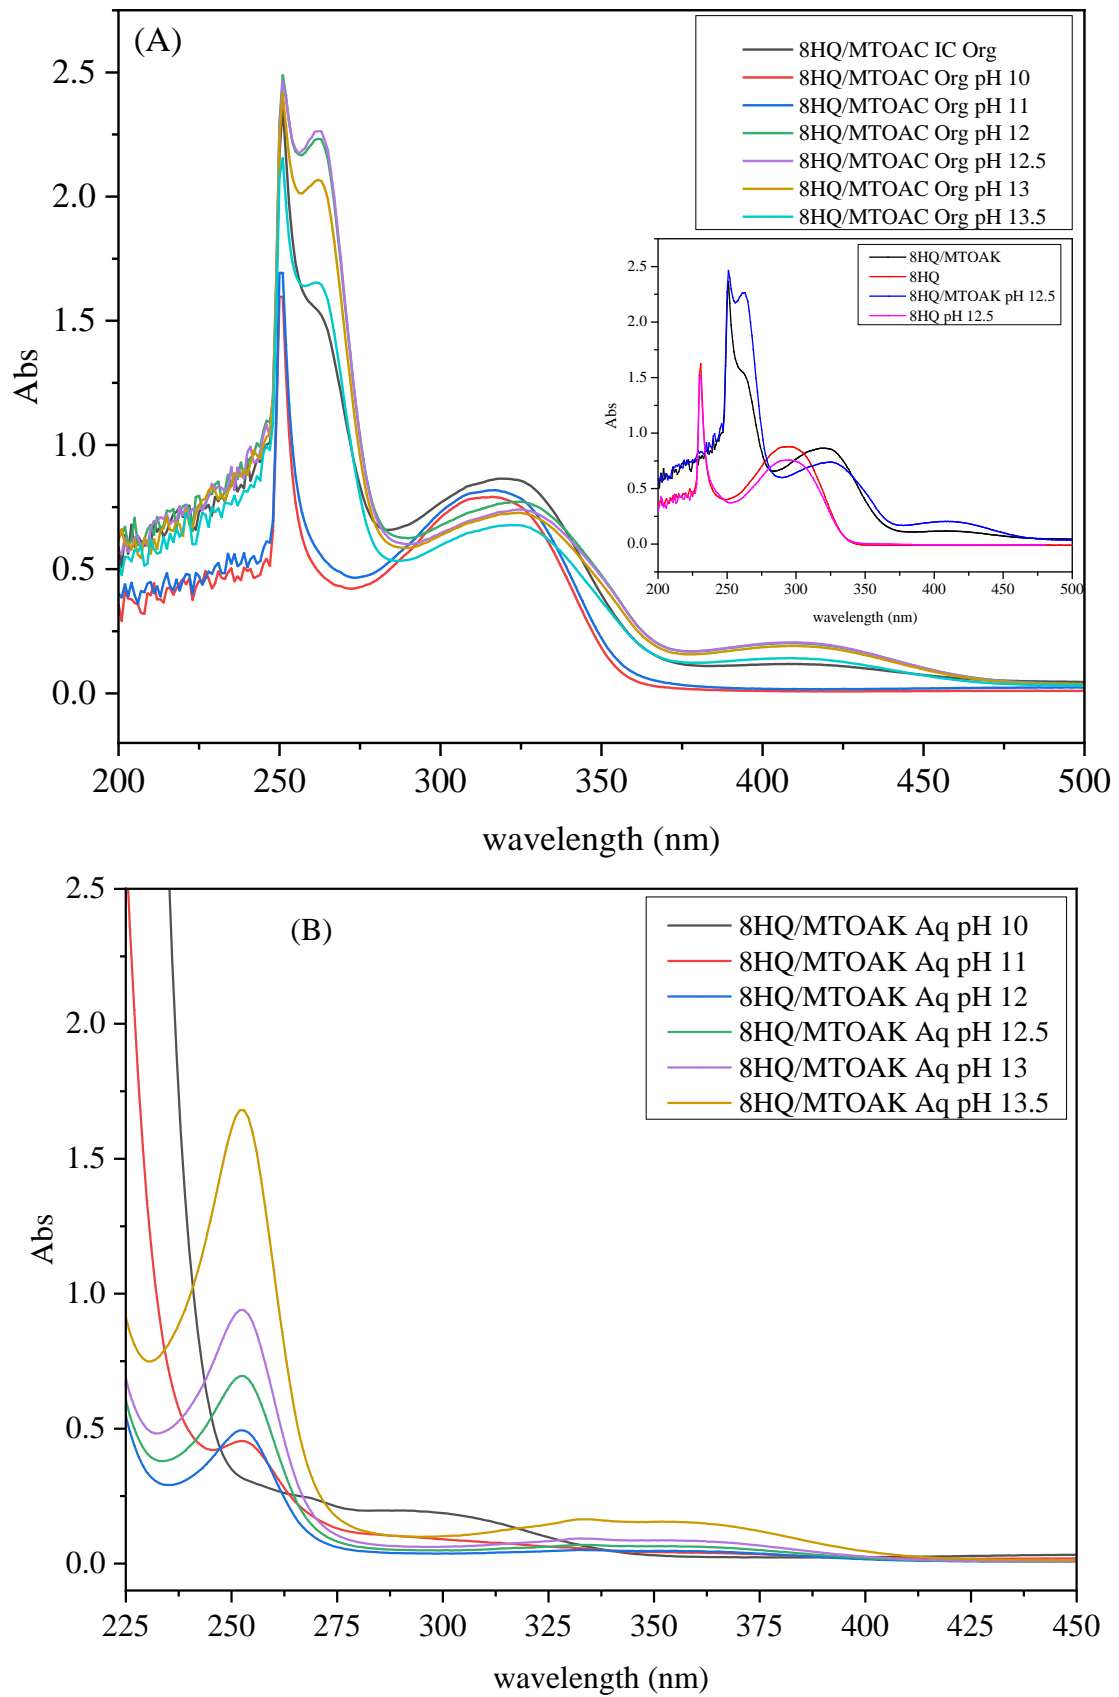 (A)
8HQ/MTOAC IC Org
8HQ/MTOAC Org pH 10
8HQ/MTOAC Org pH 11
8HQ/MTOAC Org pH 12
8HQ/MTOAC Org pH 12.5
8HQ/MTOAC Org pH 13
8HQ/MTOAC Org pH 13.5
2.5
2.0
1.5
1.0
0.5
0.0
Abs
200 250 300 350 400 450 500
wavelength (nm)
8HQ/MTOAK
8HQ
8HQ/MTOAK pH 12.5
8HQ pH 12.5
2.5
2.0
1.5
1.0
0.5
0.0
Abs
200 250 300 350 400 450 500
wavelength (nm)
(B)
8HQ/MTOAK Aq pH 10
8HQ/MTOAK Aq pH 11
8HQ/MTOAK Aq pH 12
8HQ/MTOAK Aq pH 12.5
8HQ/MTOAK Aq pH 13
8HQ/MTOAK Aq pH 13.5
2.5
2.0
1.5
1.0
0.5
0.0
Abs
225 250 275 300 325 350 375 400 425 450
wavelength (nm)